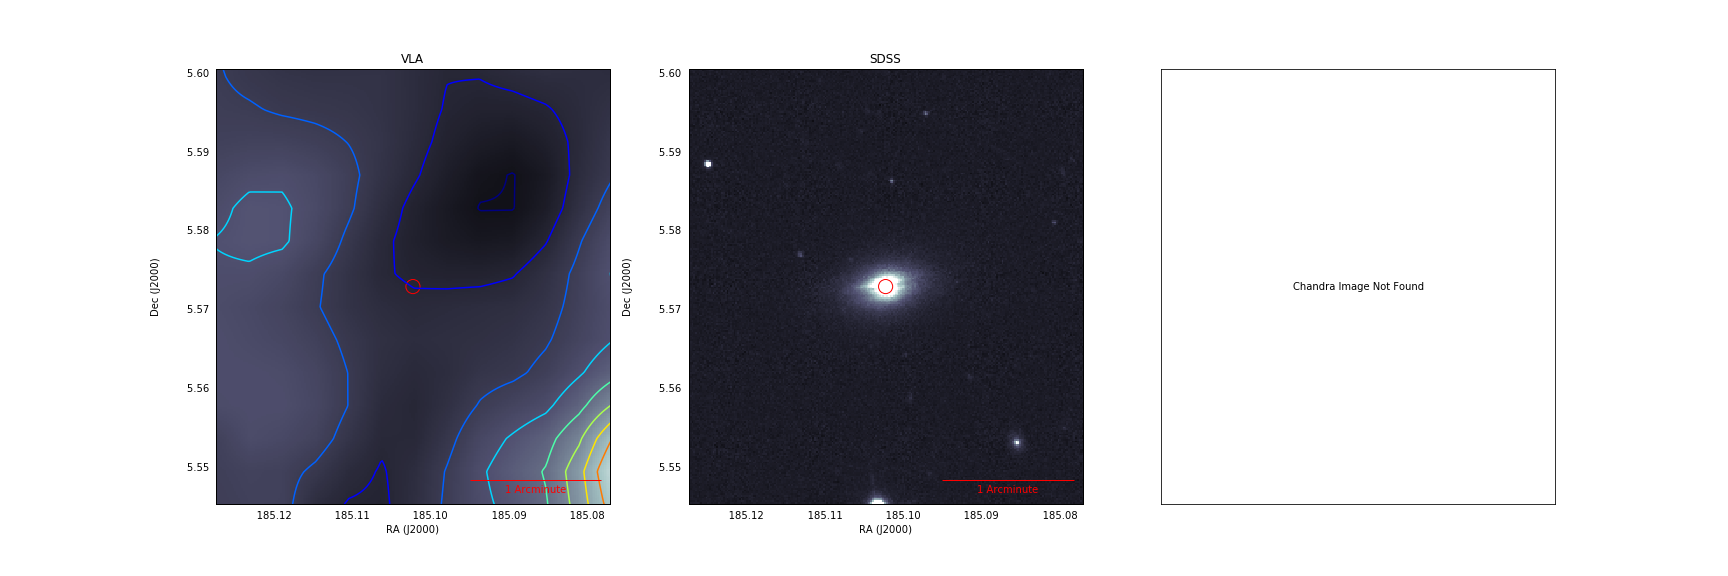 VLA
5.60
5.59
5.58
5.57
5.56
5.55
Dec (J2000)
1 Arcminute
185.12 185.11 185.10 185.09 185.08
RA (J2000)
SDSS
5.60
5.59
5.58
5.57
5.56
5.55
Dec (J2000)
1 Arcminute
185.12 185.11 185.10 185.09 185.08
RA (J2000)
Chandra Image Not Found